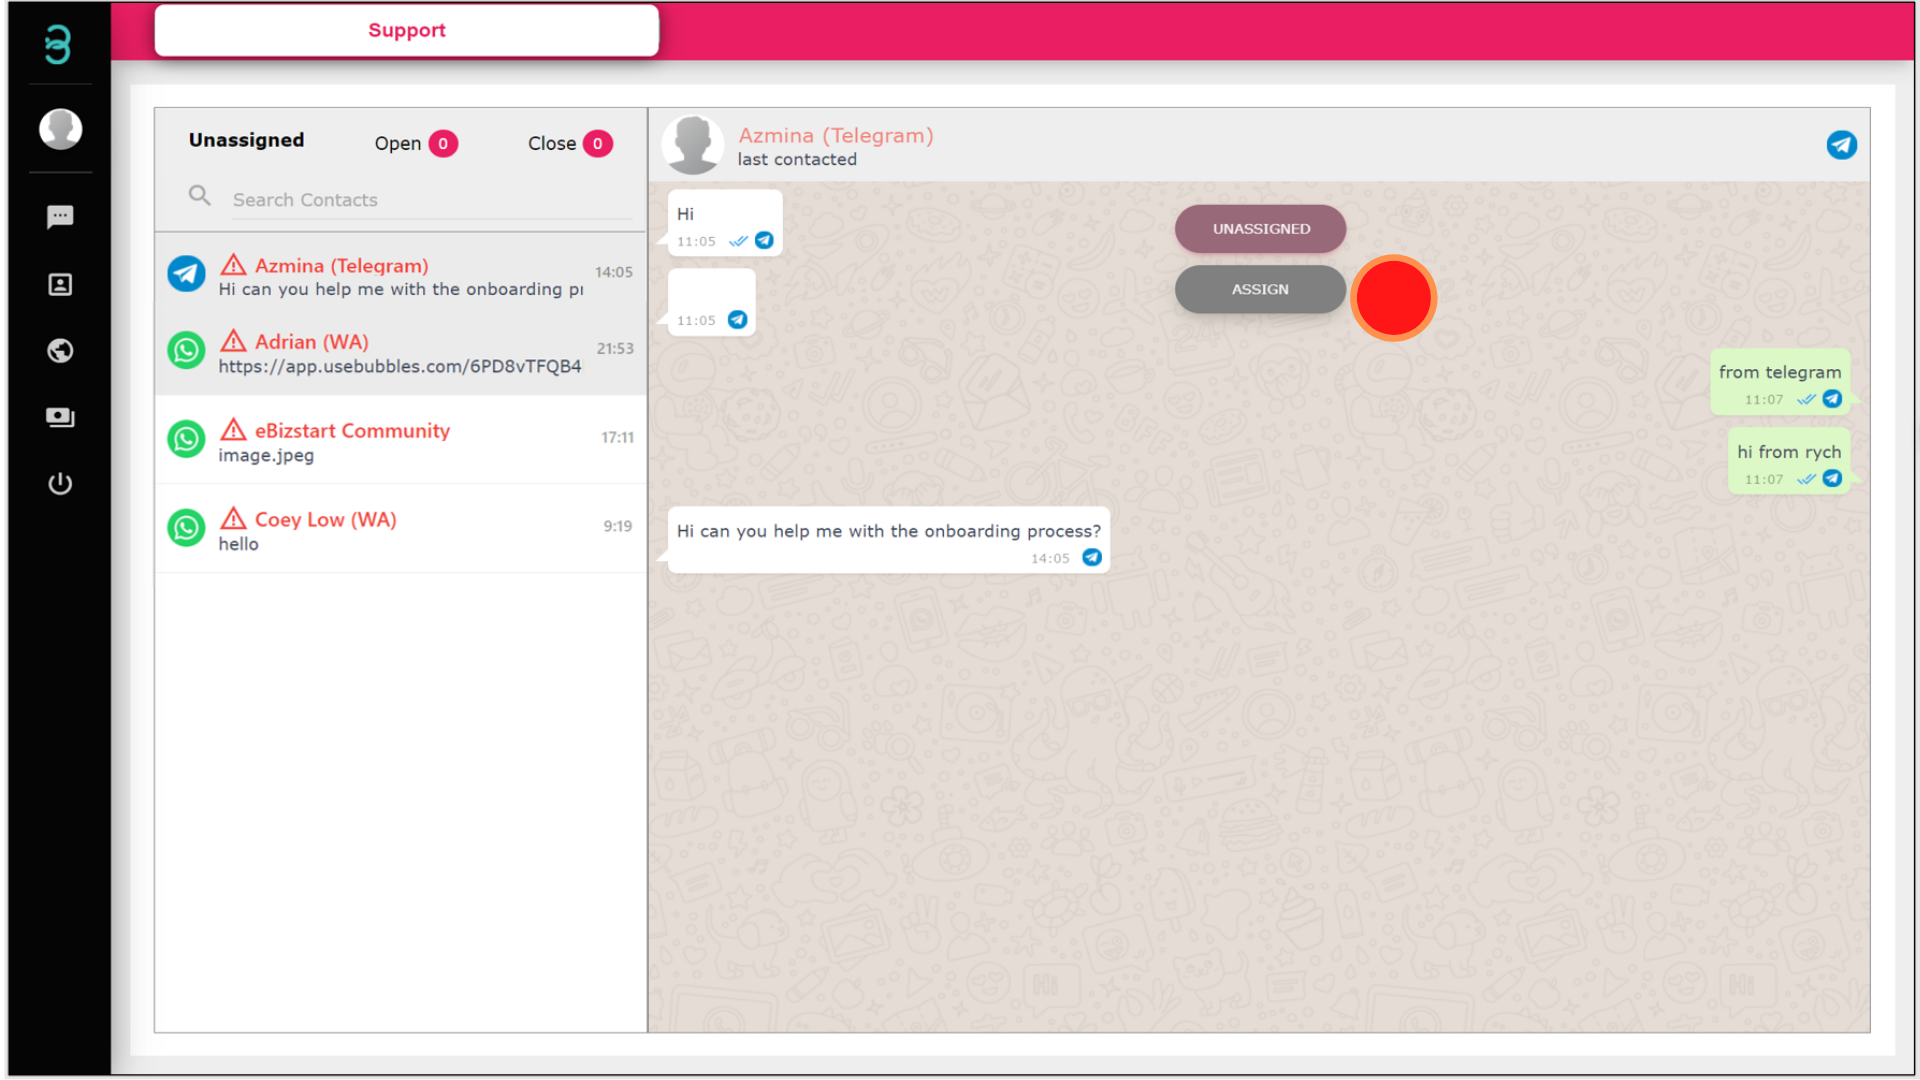 Support
Unassigned
Open 0
Close 0
Search Contacts
Azmina (Telegram)
14:05
Hi can you help me with the onboarding pr
Adrian (WA)
21:53
https://app.usebubbles.com/6PD8vTFQB4
eBizstart Community
17:11
image.jpeg
Coey Low (WA)
9:19
hello
Azmina (Telegram)
last contacted
Hi
11:05
11:05
UNASSIGNED
ASSIGN
from telegram
11:07
hi from rych
11:07
Hi can you help me with the onboarding process?
14:05
Hi
Hi